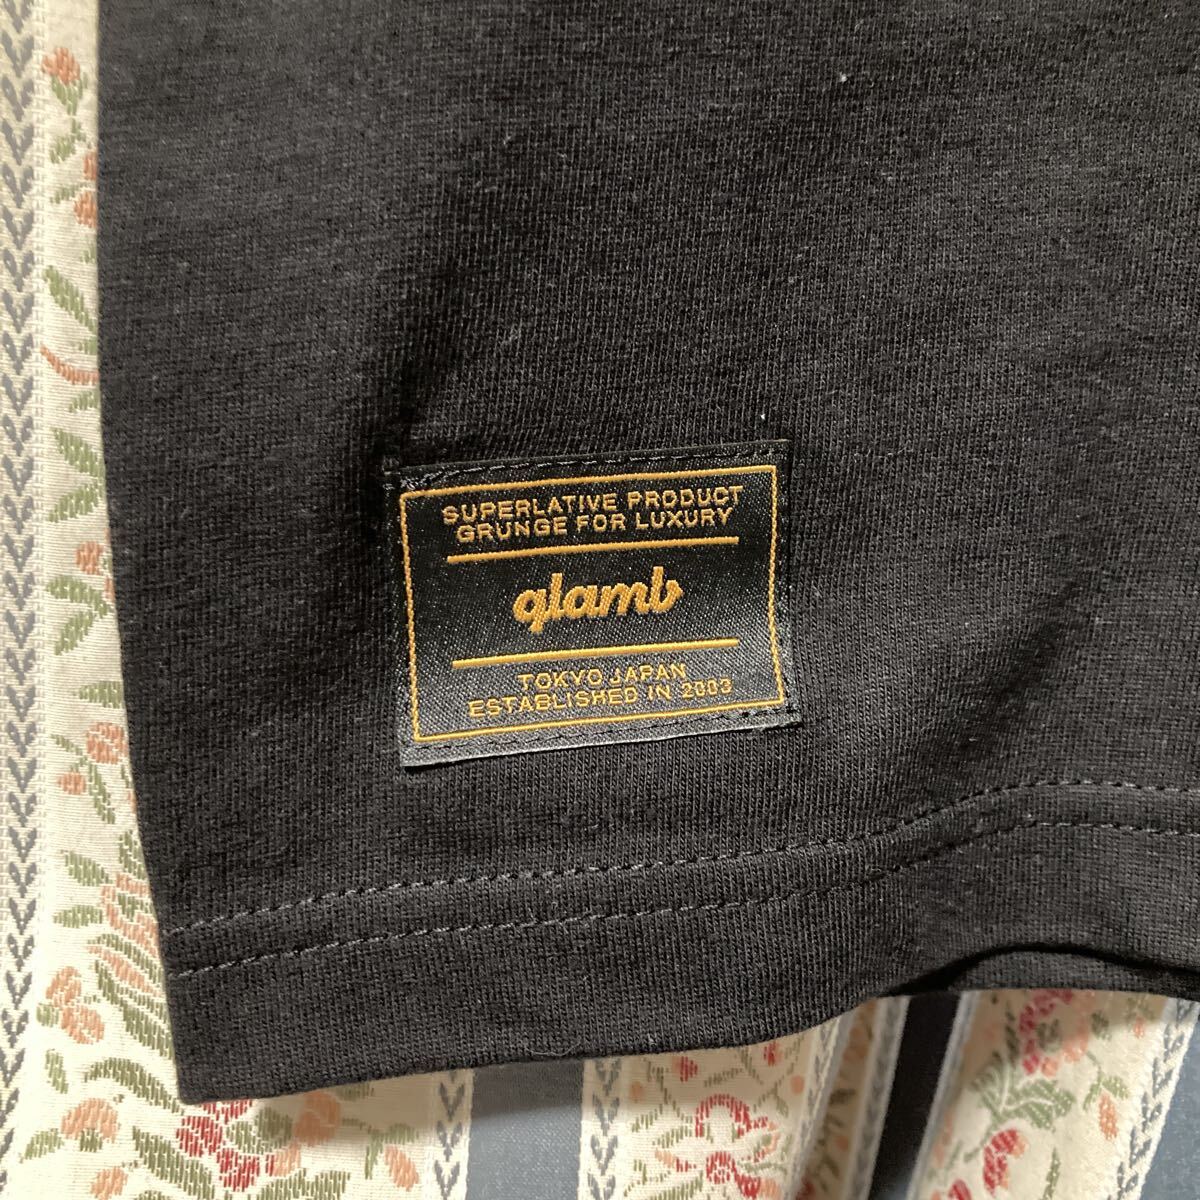 SUPERLATIVE PRODUCT
GRUNGE FOR LUXURY
glamb
TOKYO JAPAN
ESTABLISHED IN 2003